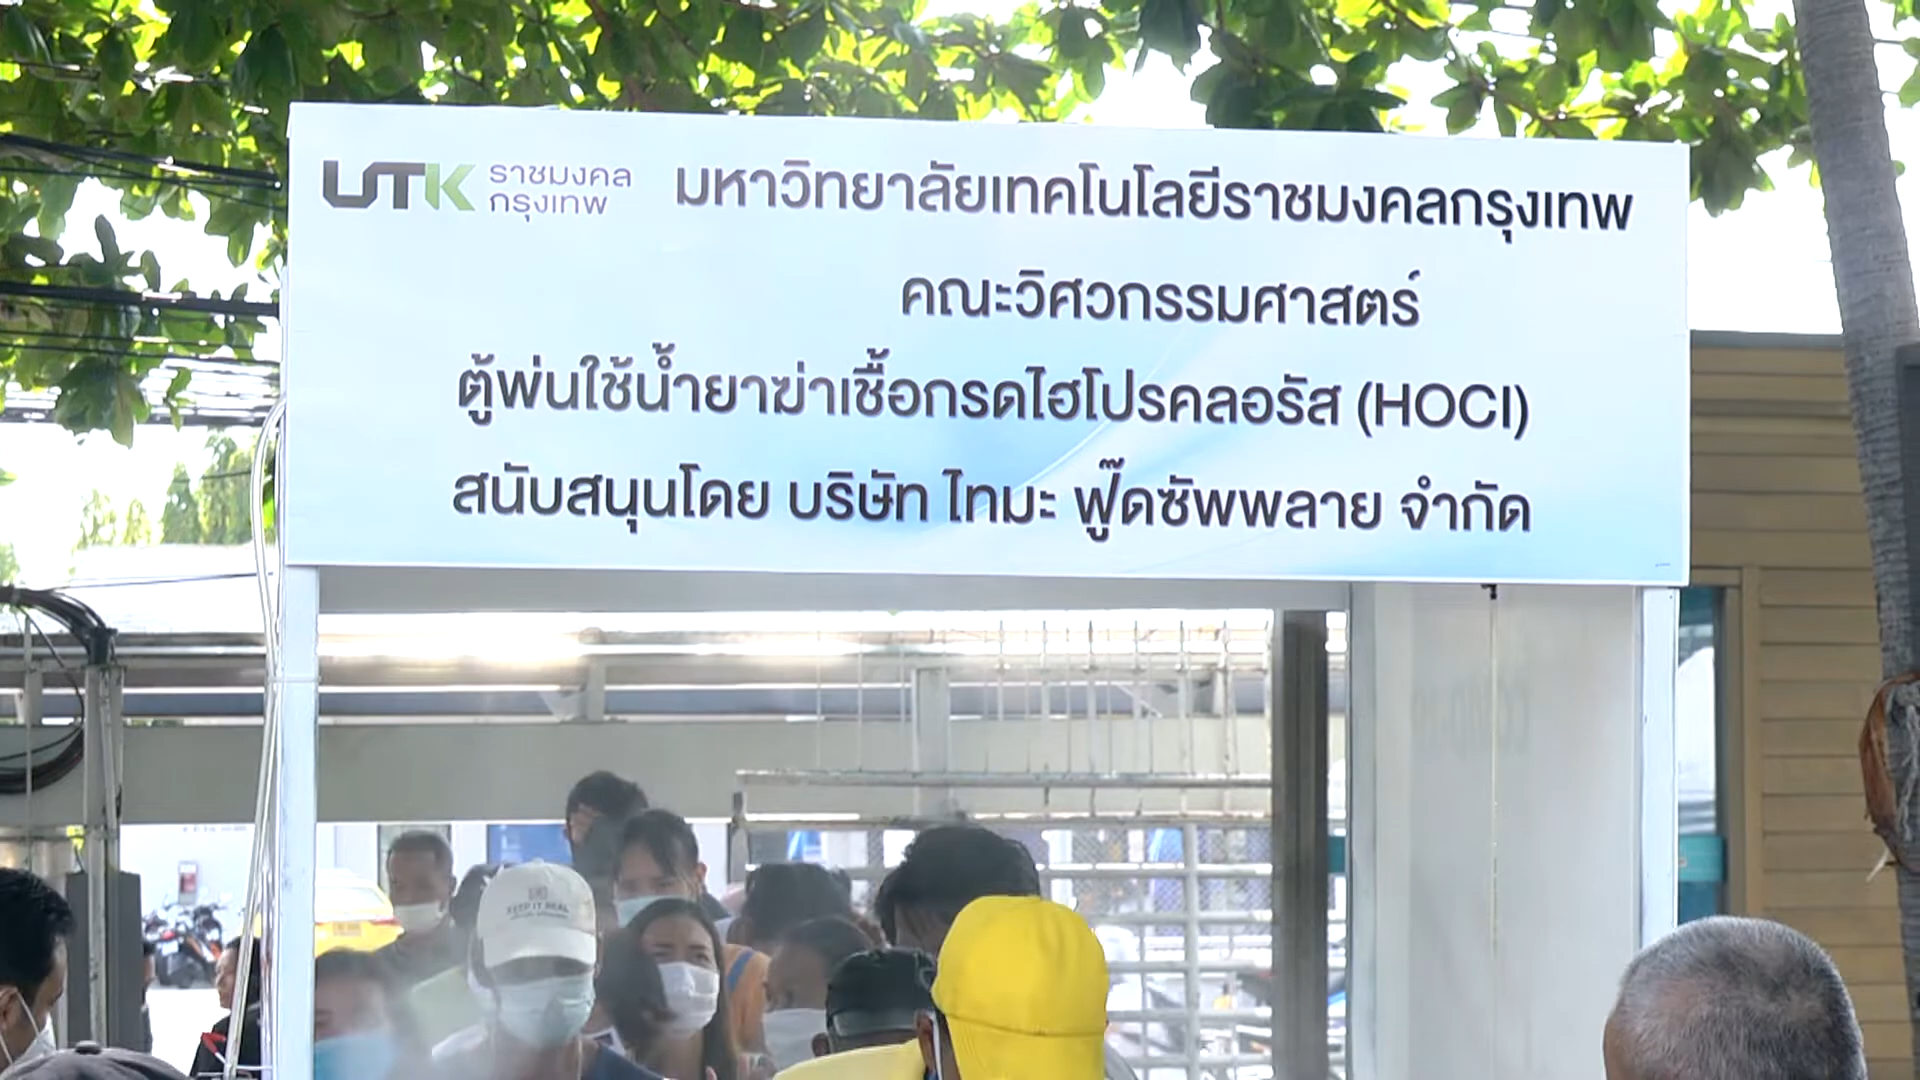 UTK ราชมงคล
กรุงเทพ
มหาวิทยาลัยเทคโนโลยีราชมงคลกรุงเทพ
คณะวิศวกรรมศาสตร์
ตู้พ่นใช้น้ำยาฆ่าเชื้อกรดไฮโปรคลอรัส (HOCl)
สนับสนุนโดย บริษัท ไทมะ ฟู๊ดซัพพลาย จำกัด
KEEP IT REAL